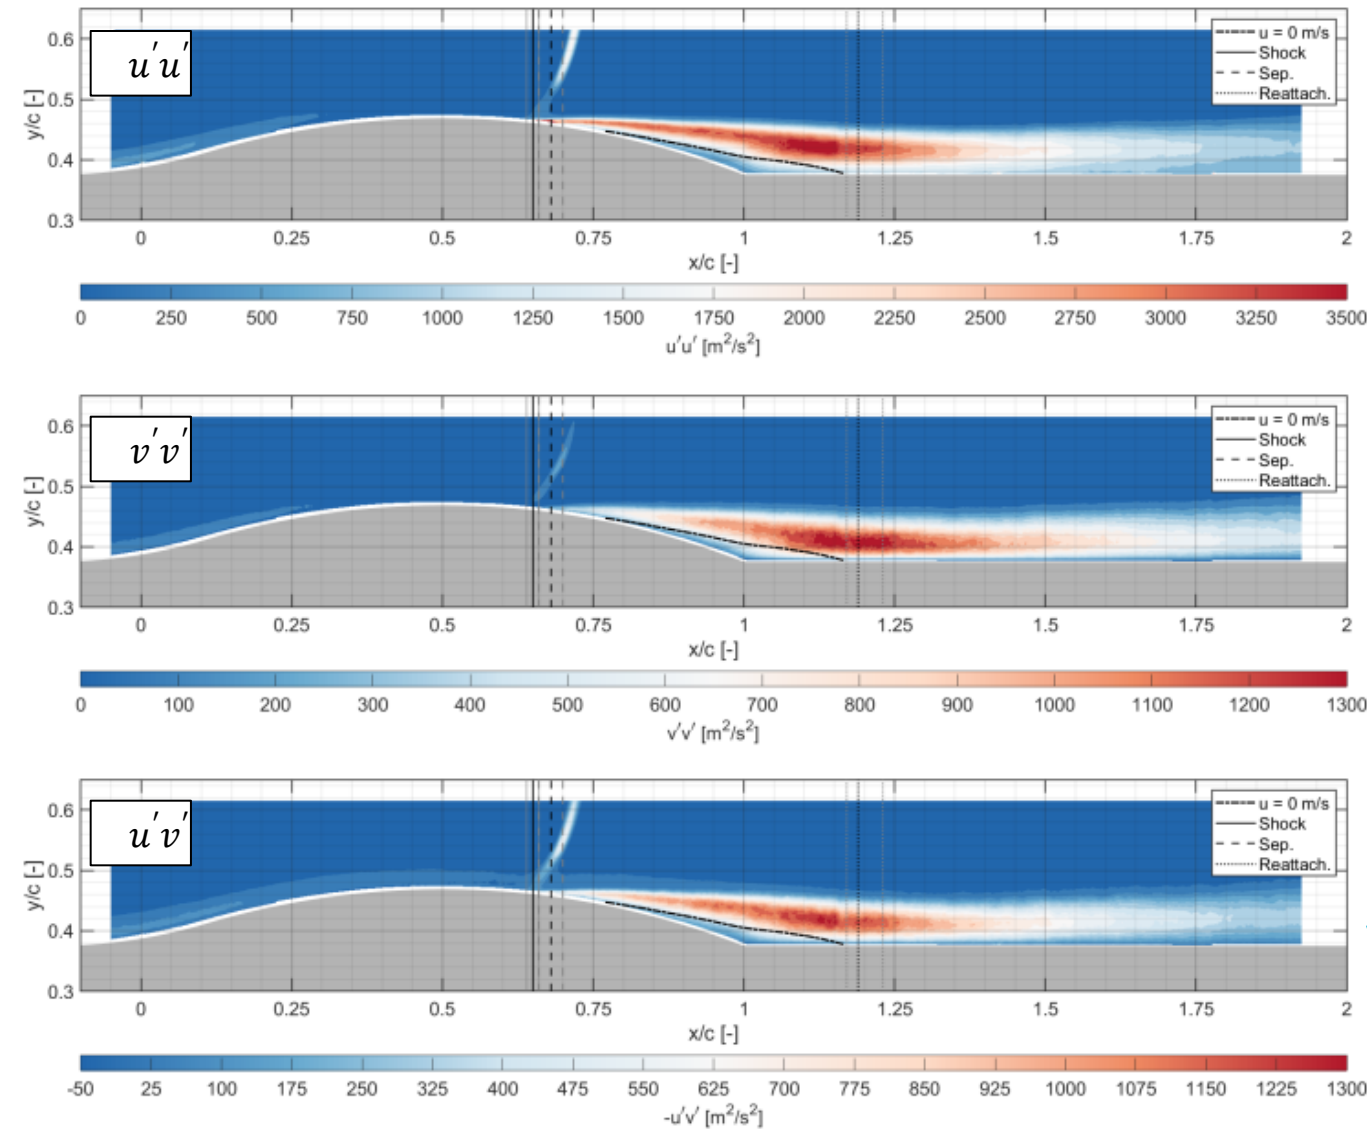 u′u′
0.6
0.5
0.4
0.3
y/c [-]
u = 0 m/s
Shock
Sep.
Reattach.
0 0.25 0.5 0.75 1 1.25 1.5 1.75 2
x/c [-]
0 250 500 750 1000 1250 1500 1750 2000 2250 2500 2750 3000 3250 3500
u′u′ [m²/s²]
v′v′
0.6
0.5
0.4
0.3
y/c [-]
u = 0 m/s
Shock
Sep.
Reattach.
0 0.25 0.5 0.75 1 1.25 1.5 1.75 2
x/c [-]
0 100 200 300 400 500 600 700 800 900 1000 1100 1200 1300
v′v′ [m²/s²]
u′v′
0.6
0.5
0.4
0.3
y/c [-]
u = 0 m/s
Shock
Sep.
Reattach.
0 0.25 0.5 0.75 1 1.25 1.5 1.75 2
x/c [-]
-50 25 100 175 250 325 400 475 550 625 700 775 850 925 1000 1075 1150 1225 1300
-u′v′ [m²/s²]